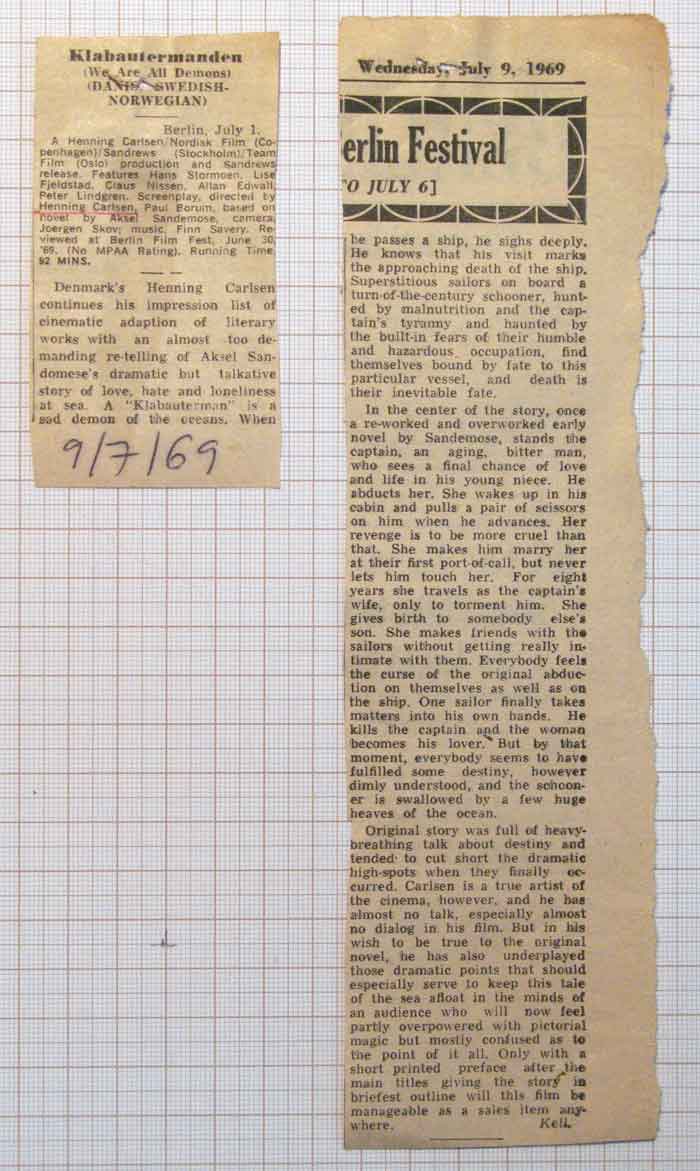 Klabautermanden
(We Are All Demons)
(DANISH-SWEDISH-
NORWEGIAN)
Berlin, July 1.
A Henning Carlsen/Nordisk Film (Co-
penhagen)/Sandrews (Stockholm)/Team
Film (Oslo) production and Sandrews
release. Features Hans Stormoen, Lise
Fjeldstad, Claus Nissen, Allan Edwall,
Peter Lindgren. Screenplay, directed by
Henning Carlsen, Paul Borum, based on
novel by Aksel Sandemose, camera,
Joergen Skov; music, Finn Savery. Re-
viewed at Berlin Film Fest, June 30,
'69. (No MPAA Rating). Running Time,
92 MINS.
Denmark's Henning Carlsen
continues his impression list of
cinematic adaption of literary
works with an almost too de-
manding re-telling of Aksel San-
domese's dramatic but talkative
story of love, hate and loneliness
at sea. A "Klabauterman" is a
sad demon of the oceans. When
9/7/69
Wednesday, July 9, 1969
erlin Festival
TO JULY 6]
he passes a ship, he sighs deeply.
He knows that his visit marks
the approaching death of the ship.
Superstitious sailors on board a
turn-of-the-century schooner, hunt-
ed by malnutrition and the cap-
tain's tyranny and haunted by
the built-in fears of their humble
and hazardous occupation, find
themselves bound by fate to this
particular vessel, and death is
their inevitable fate.
In the center of the story, once
a re-worked and overworked early
novel by Sandemose, stands the
captain, an aging, bitter man,
who sees a final chance of love
and life in his young niece. He
abducts her. She wakes up in his
cabin and pulls a pair of scissors
on him when he advances. Her
revenge is to be more cruel than
that. She makes him marry her
at their first port-of-call, but never
lets him touch her. For eight
years she travels as the captain's
wife, only to torment him. She
gives birth to somebody else's
son. She makes friends with the
sailors without getting really in-
timate with them. Everybody feels
the curse of the original abduc-
tion on themselves as well as on
the ship. One sailor finally takes
matters into his own hands. He
kills the captain and the woman
becomes his lover. But by that
moment, everybody seems to have
fulfilled some destiny, however
dimly understood, and the schoon-
er is swallowed by a few huge
heaves of the ocean.
Original story was full of heavy-
breathing talk about destiny and
tended to cut short the dramatic
high-spots when they finally oc-
curred. Carlsen is a true artist of
the cinema, however, and he has
almost no talk, especially almost
no dialog in his film. But in his
wish to be true to the original
novel, he has also underplayed
those dramatic points that should
especially serve to keep this tale
of the sea afloat in the minds of
an audience who will now feel
partly overpowered with pictorial
magic but mostly confused as to
the point of it all. Only with a
short printed preface after the
main titles giving the story in
briefest outline will this film be
manageable as a sales item any-
where. Kell.